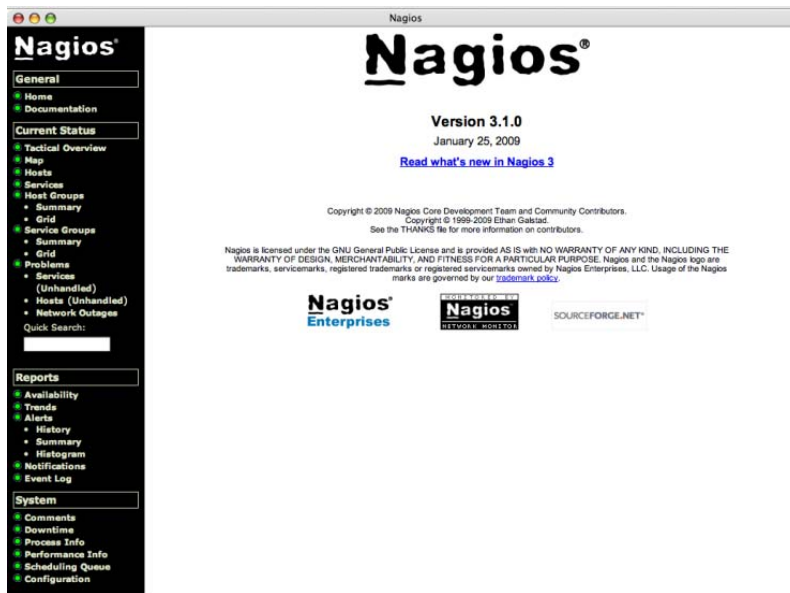 Nagios
Nagios®
General
Home
Documentation
Current Status
Tactical Overview
Map
Hosts
Services
Host Groups
• Summary
• Grid
Service Groups
• Summary
• Grid
Problems
• Services
(Unhandled)
• Hosts (Unhandled)
• Network Outages
Quick Search:
Reports
Availability
Trends
Alerts
• History
• Summary
• Histogram
Notifications
Event Log
System
Comments
Downtime
Process Info
Performance Info
Scheduling Queue
Configuration
Nagios®
Version 3.1.0
January 25, 2009
Read what's new in Nagios 3
Copyright © 2009 Nagios Core Development Team and Community Contributors.
Copyright © 1999-2009 Ethan Galstad.
See the THANKS file for more information on contributors.
Nagios is licensed under the GNU General Public License and is provided AS IS with NO WARRANTY OF ANY KIND, INCLUDING THE
WARRANTY OF DESIGN, MERCHANTABILITY, AND FITNESS FOR A PARTICULAR PURPOSE. Nagios and the Nagios logo are
trademarks, servicemarks, registered trademarks or registered servicemarks owned by Nagios Enterprises, LLC. Usage of the Nagios
marks are governed by our trademark policy.
Nagios®
Enterprises
MONITORED BY
Nagios
NETWORK MONITOR
SOURCEFORGE.NET®